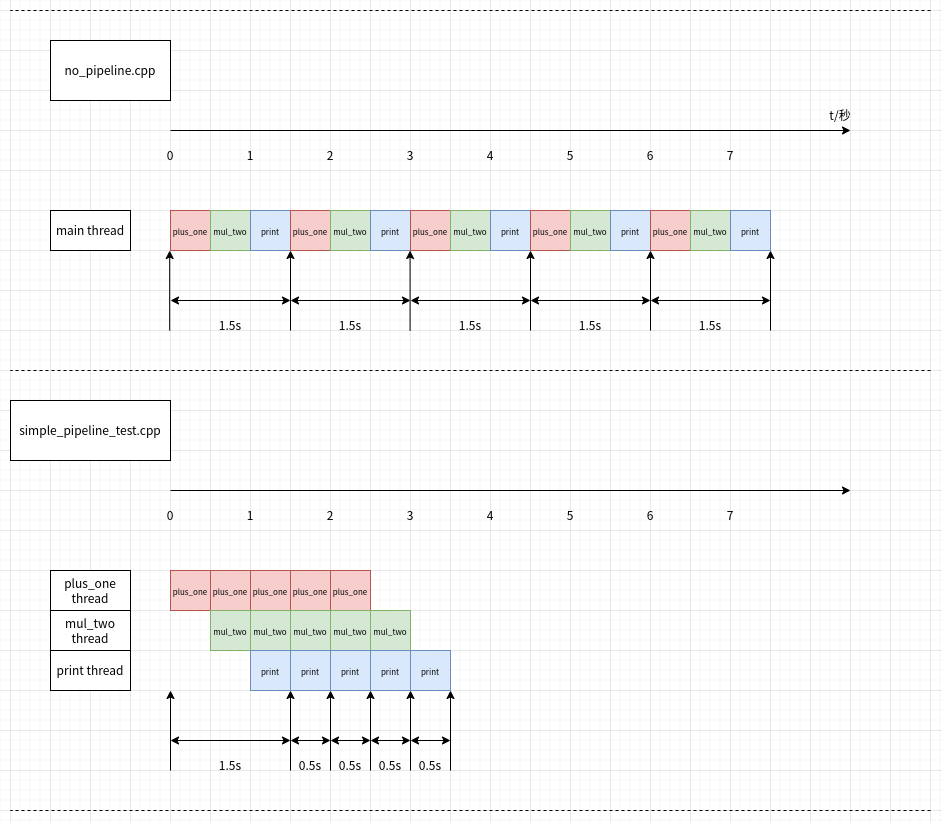 no_pipeline.cpp
t/秒
0 1 2 3 4 5 6 7
main thread
plus_one mul_two print plus_one mul_two print plus_one mul_two print plus_one mul_two print plus_one mul_two print
1.5s 1.5s 1.5s 1.5s 1.5s
simple_pipeline_test.cpp
0 1 2 3 4 5 6 7
plus_one
thread
plus_one plus_one plus_one plus_one plus_one
mul_two
thread
mul_two mul_two mul_two mul_two mul_two
print thread
print print print print print
1.5s 0.5s 0.5s 0.5s 0.5s